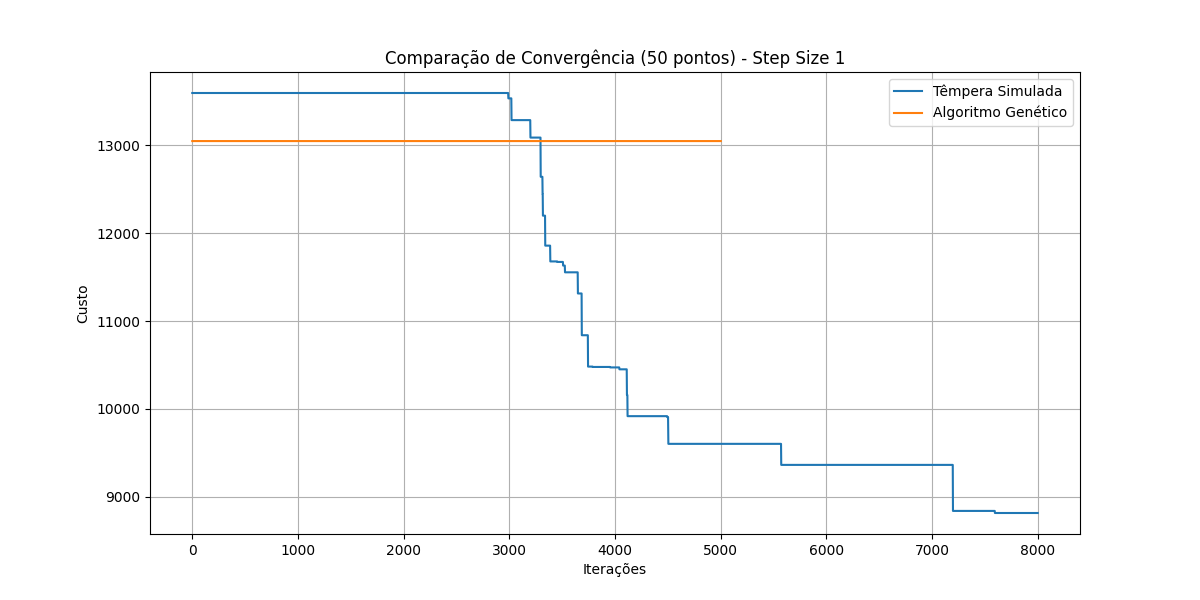 Comparação de Convergência (50 pontos) - Step Size 1
Têmpera Simulada
Algoritmo Genético
Custo
13000
12000
11000
10000
9000
0 1000 2000 3000 4000 5000 6000 7000 8000
Iterações